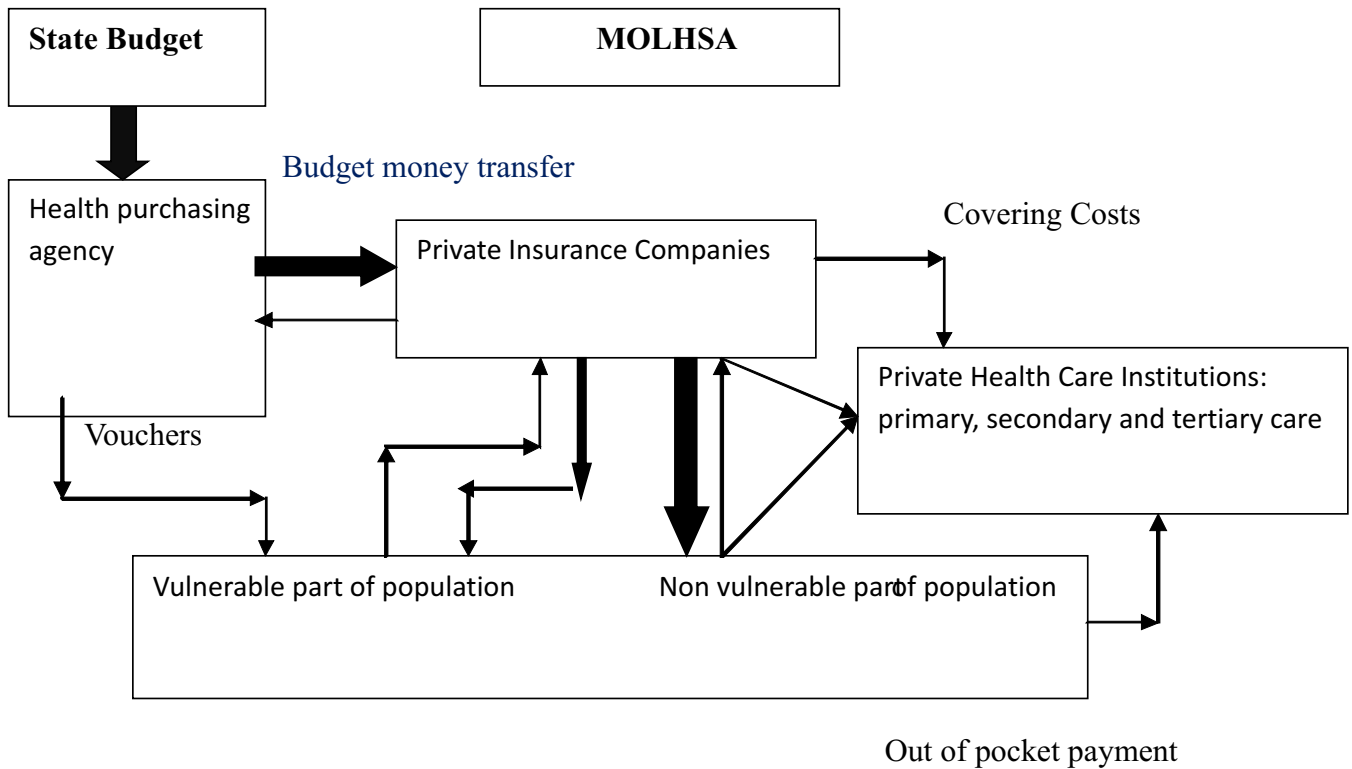 State Budget
MOLHSA
Budget money transfer
Health purchasing
agency
Covering Costs
Private Insurance Companies
Private Health Care Institutions:
primary, secondary and tertiary care
Vouchers
Vulnerable part of population
Non vulnerable part of population
Out of pocket payment